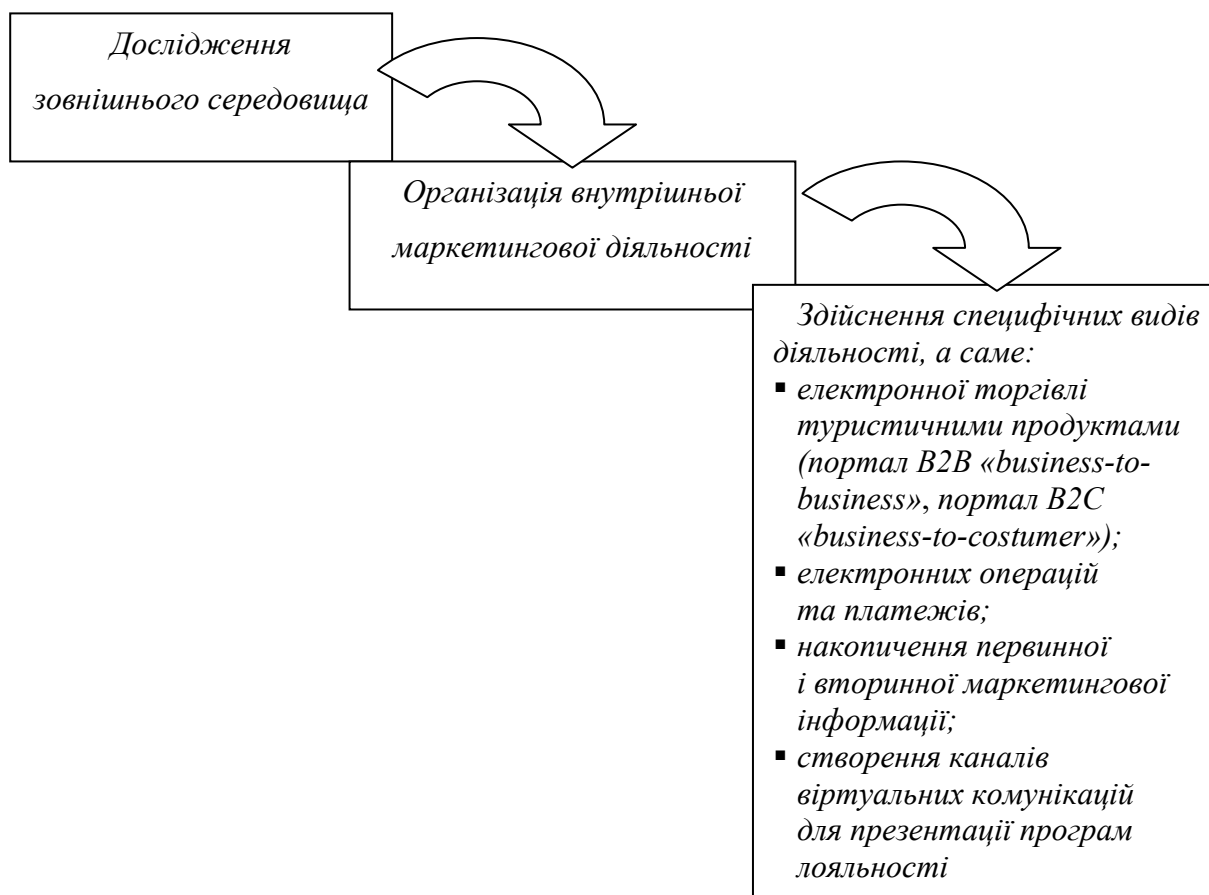 Дослідження
зовнішнього середовища
Організація внутрішньої
маркетингової діяльності
Здійснення специфічних видів
діяльності, а саме:
▪ електронної торгівлі
туристичними продуктами
(портал B2B «business-to-
business», портал B2C
«business-to-costumer»);
▪ електронних операцій
та платежів;
▪ накопичення первинної
і вторинної маркетингової
інформації;
▪ створення каналів
віртуальних комунікацій
для презентації програм
лояльності